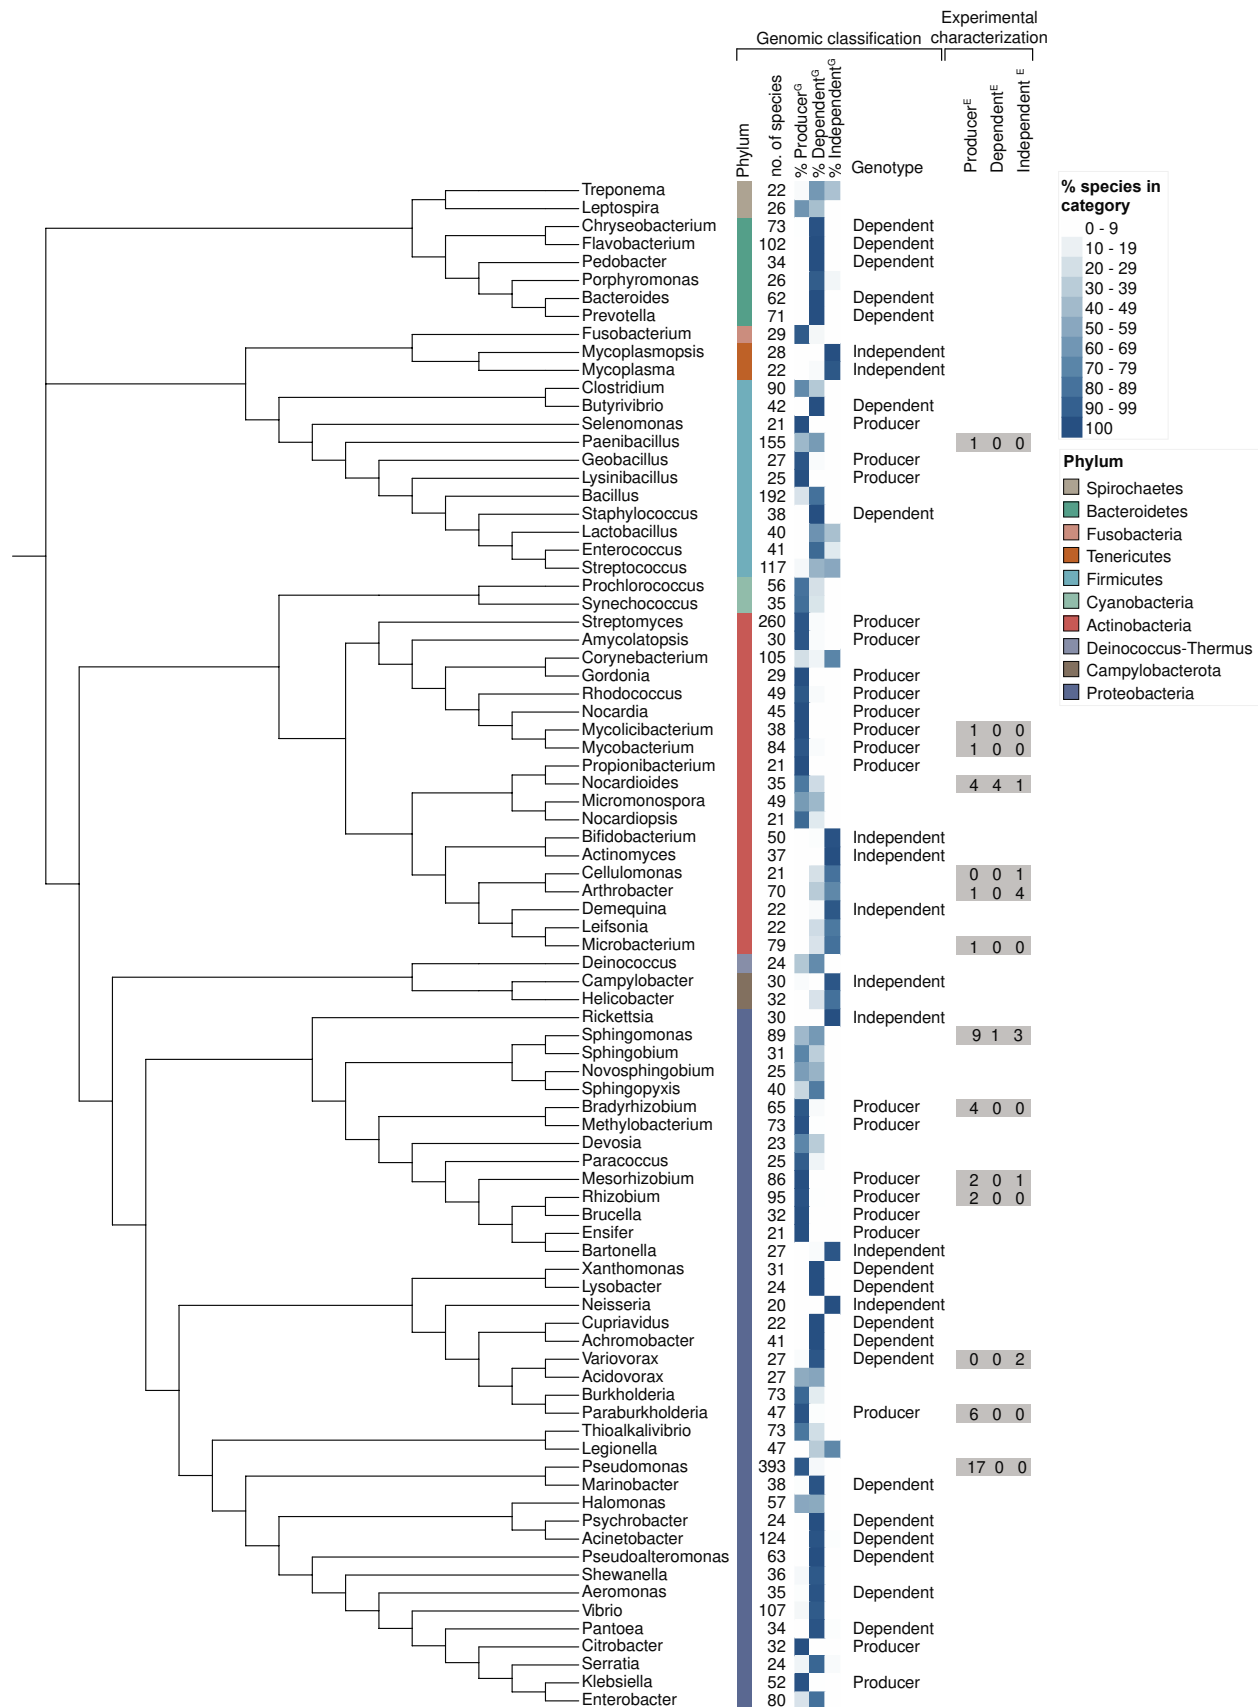 Experimental
Genomic classification characterization
Phylum
no. of species
% Producer^G
% Dependent^G
% Independent^G
Genotype
Producer^E
Dependent^E
Independent ^E
Treponema 22
Leptospira 26
Chryseobacterium 73 Dependent
Flavobacterium 102 Dependent
Pedobacter 34 Dependent
Porphyromonas 26
Bacteroides 62 Dependent
Prevotella 71 Dependent
Fusobacterium 29
Mycoplasmopsis 28 Independent
Mycoplasma 22 Independent
Clostridium 90
Butyrivibrio 42 Dependent
Selenomonas 21 Producer
Paenibacillus 155 1 0 0
Geobacillus 27 Producer
Lysinibacillus 25 Producer
Bacillus 192
Staphylococcus 38 Dependent
Lactobacillus 40
Enterococcus 41
Streptococcus 117
Prochlorococcus 56
Synechococcus 35
Streptomyces 260 Producer
Amycolatopsis 30 Producer
Corynebacterium 105
Gordonia 29 Producer
Rhodococcus 49 Producer
Nocardia 45 Producer
Mycolicibacterium 38 Producer 1 0 0
Mycobacterium 84 Producer 1 0 0
Propionibacterium 21 Producer
Nocardioides 35 4 4 1
Micromonospora 49
Nocardiopsis 21
Bifidobacterium 50 Independent
Actinomyces 37 Independent
Cellulomonas 21 0 0 1
Arthrobacter 70 1 0 4
Demequina 22 Independent
Leifsonia 22
Microbacterium 79 1 0 0
Deinococcus 24
Campylobacter 30 Independent
Helicobacter 32
Rickettsia 30 Independent
Sphingomonas 89 9 1 3
Sphingobium 31
Novosphingobium 25
Sphingopyxis 40
Bradyrhizobium 65 Producer 4 0 0
Methylobacterium 73 Producer
Devosia 23
Paracoccus 25
Mesorhizobium 86 Producer 2 0 1
Rhizobium 95 Producer 2 0 0
Brucella 32 Producer
Ensifer 21 Producer
Bartonella 27 Independent
Xanthomonas 31 Dependent
Lysobacter 24 Dependent
Neisseria 20 Independent
Cupriavidus 22 Dependent
Achromobacter 41 Dependent
Variovorax 27 Dependent 0 0 2
Acidovorax 27
Burkholderia 73
Paraburkholderia 47 Producer 6 0 0
Thioalkalivibrio 73
Legionella 47
Pseudomonas 393 17 0 0
Marinobacter 38 Dependent
Halomonas 57
Psychrobacter 24 Dependent
Acinetobacter 124 Dependent
Pseudoalteromonas 63 Dependent
Shewanella 36
Aeromonas 35 Dependent
Vibrio 107
Pantoea 34 Dependent
Citrobacter 32 Producer
Serratia 24
Klebsiella 52 Producer
Enterobacter 80
% species in
category
0 - 9
10 - 19
20 - 29
30 - 39
40 - 49
50 - 59
60 - 69
70 - 79
80 - 89
90 - 99
100
Phylum
Spirochaetes
Bacteroidetes
Fusobacteria
Tenericutes
Firmicutes
Cyanobacteria
Actinobacteria
Deinococcus-Thermus
Campylobacterota
Proteobacteria